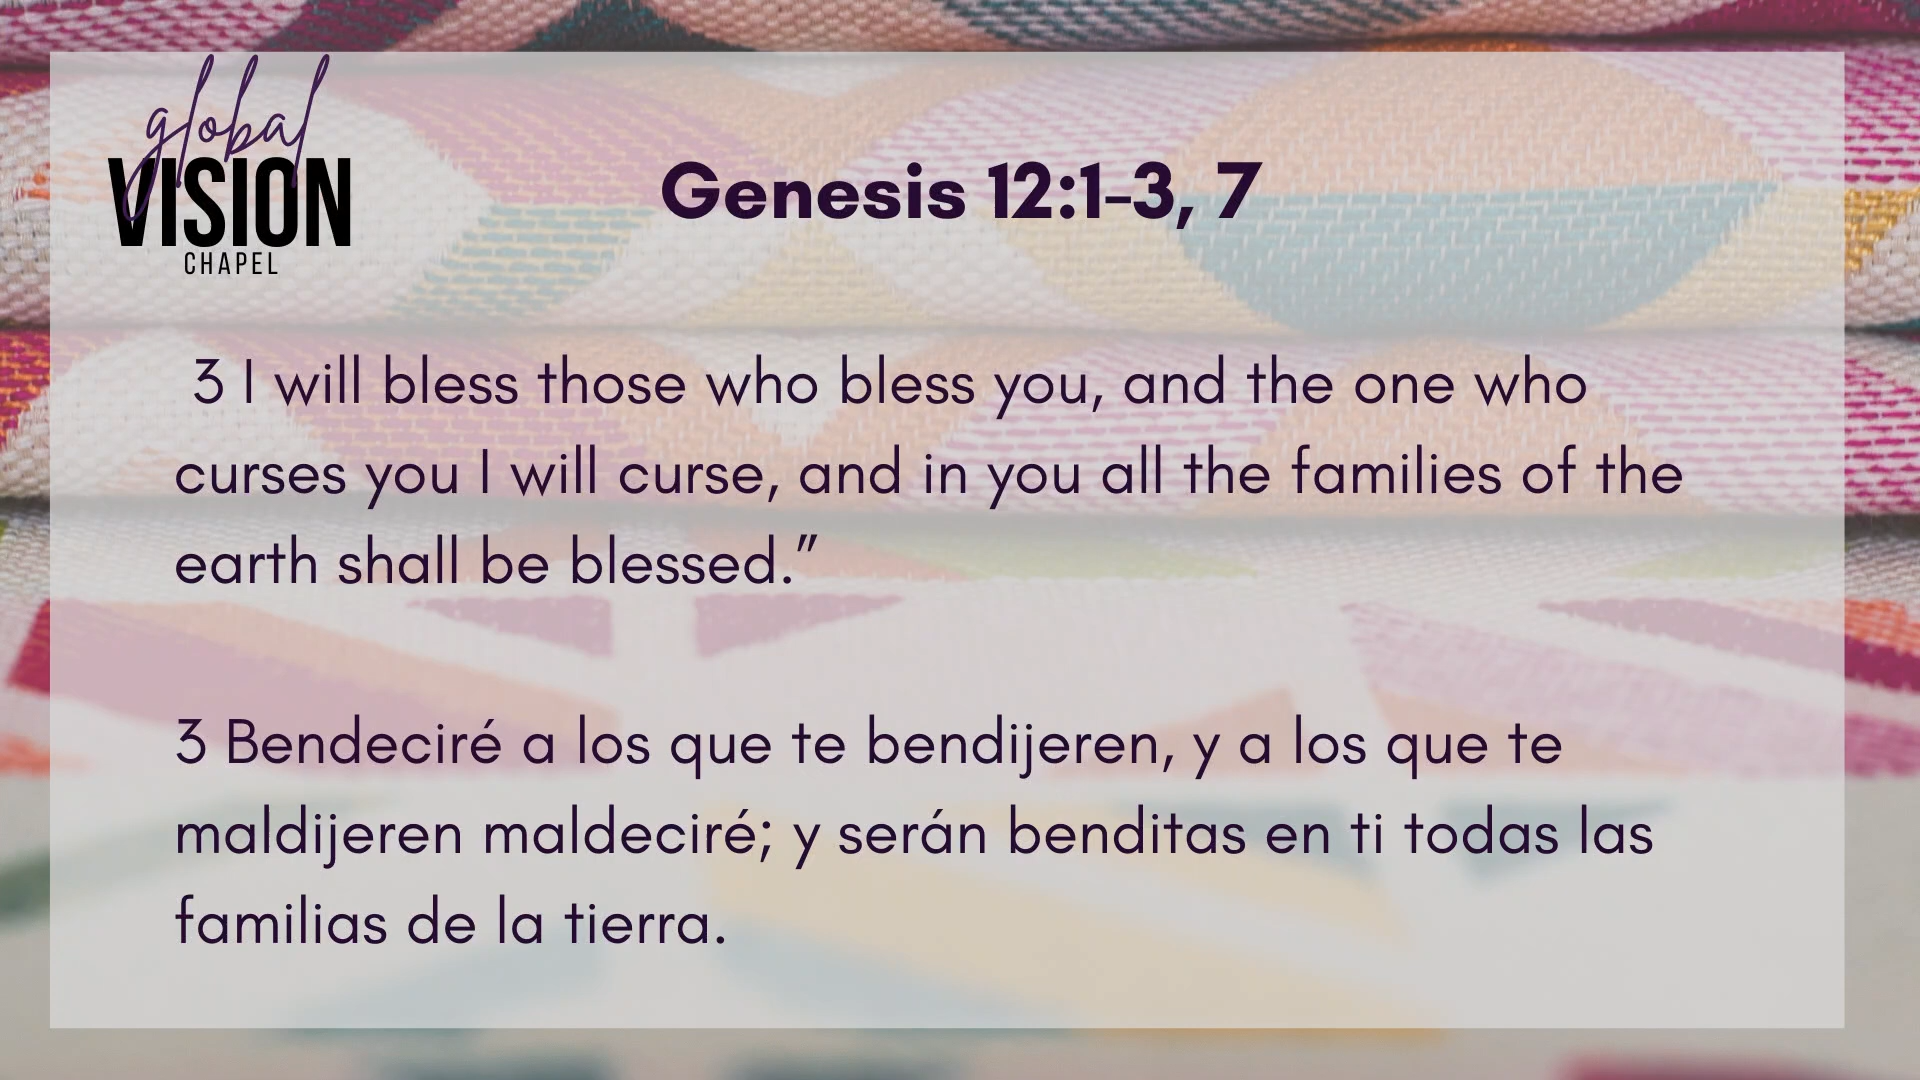 global
VISION
CHAPEL
Genesis 12:1-3, 7
3 I will bless those who bless you, and the one who
curses you I will curse, and in you all the families of the
earth shall be blessed.”
3 Bendeciré a los que te bendijeren, y a los que te
maldijeren maldeciré; y serán benditas en ti todas las
familias de la tierra.